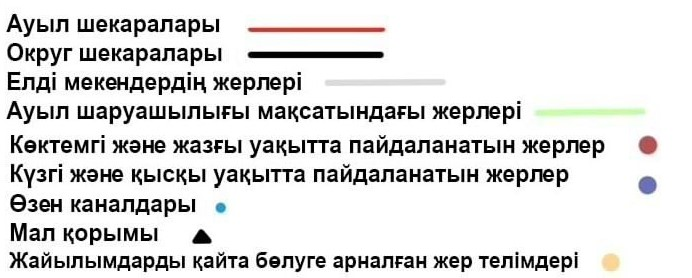 Ауыл шекаралары
Округ шекаралары
Елді мекендердің жерлері
Ауыл шаруашылығы мақсатындағы жерлері
Көктемгі және жазғы уақытта пайдаланатын жерлер
Күзгі және қысқы уақытта пайдаланатын жерлер
Өзен каналдары
Мал қорымы
Жайылымдарды қайта бөлуге арналған жер телімдері